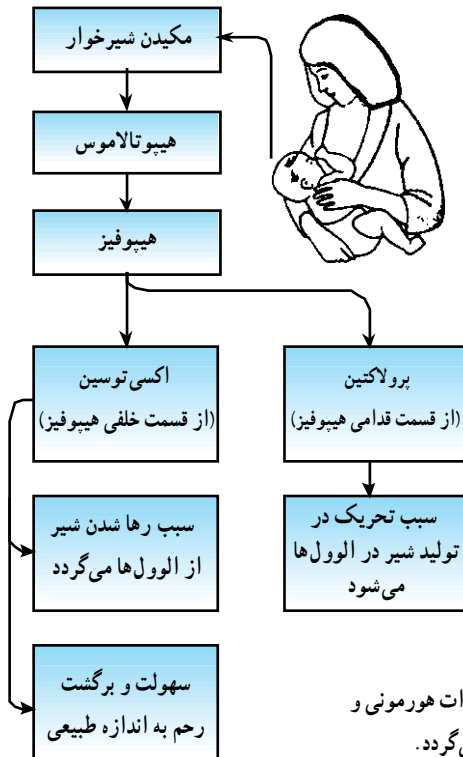 مکیدن شیرخوار
هیپوتالاموس
هیپوفیز
پرولاکتین
(از قسمت قدامی هیپوفیز)
اکسی‌توسین
(از قسمت خلفی هیپوفیز)
سبب تحریک در
تولید شیر در الوول‌ها
می‌شود
سبب رها شدن شیر
از الوول‌ها می‌گردد
سهولت و برگشت
رحم به اندازه طبیعی
هورمونی و